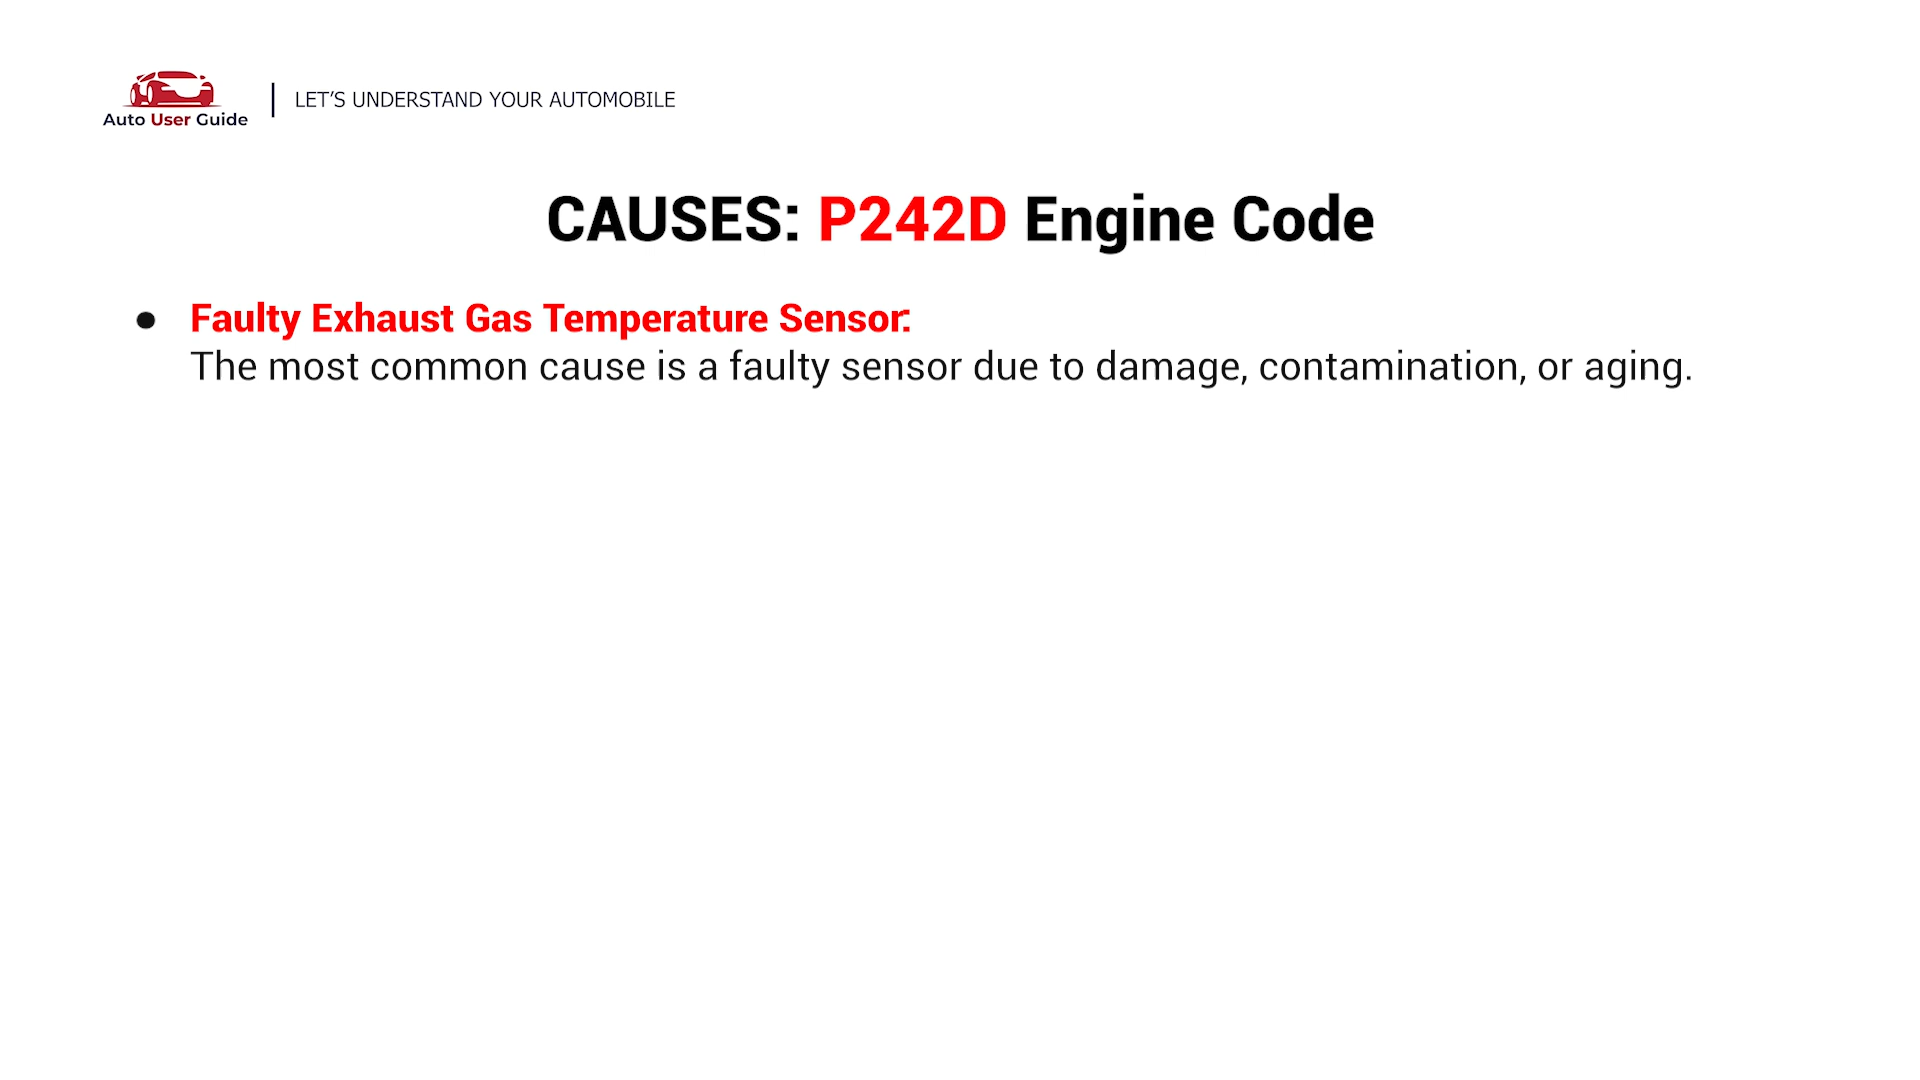 Auto User Guide
LET'S UNDERSTAND YOUR AUTOMOBILE
CAUSES: P242D Engine Code
● Faulty Exhaust Gas Temperature Sensor:
The most common cause is a faulty sensor due to damage, contamination, or aging.